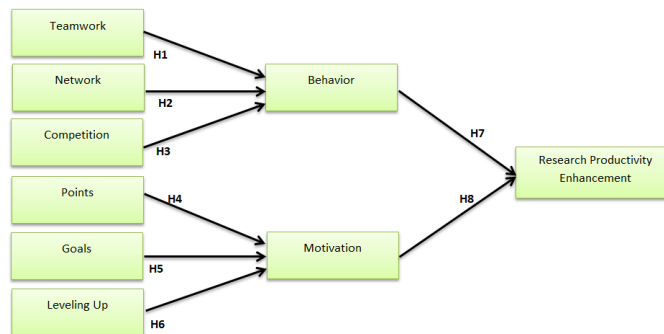 Teamwork
H1
Network
Behavior
H2
Competition
H3
H7
Research Productivity
Enhancement
Points
H4
H8
Goals
Motivation
H5
Leveling Up
H6